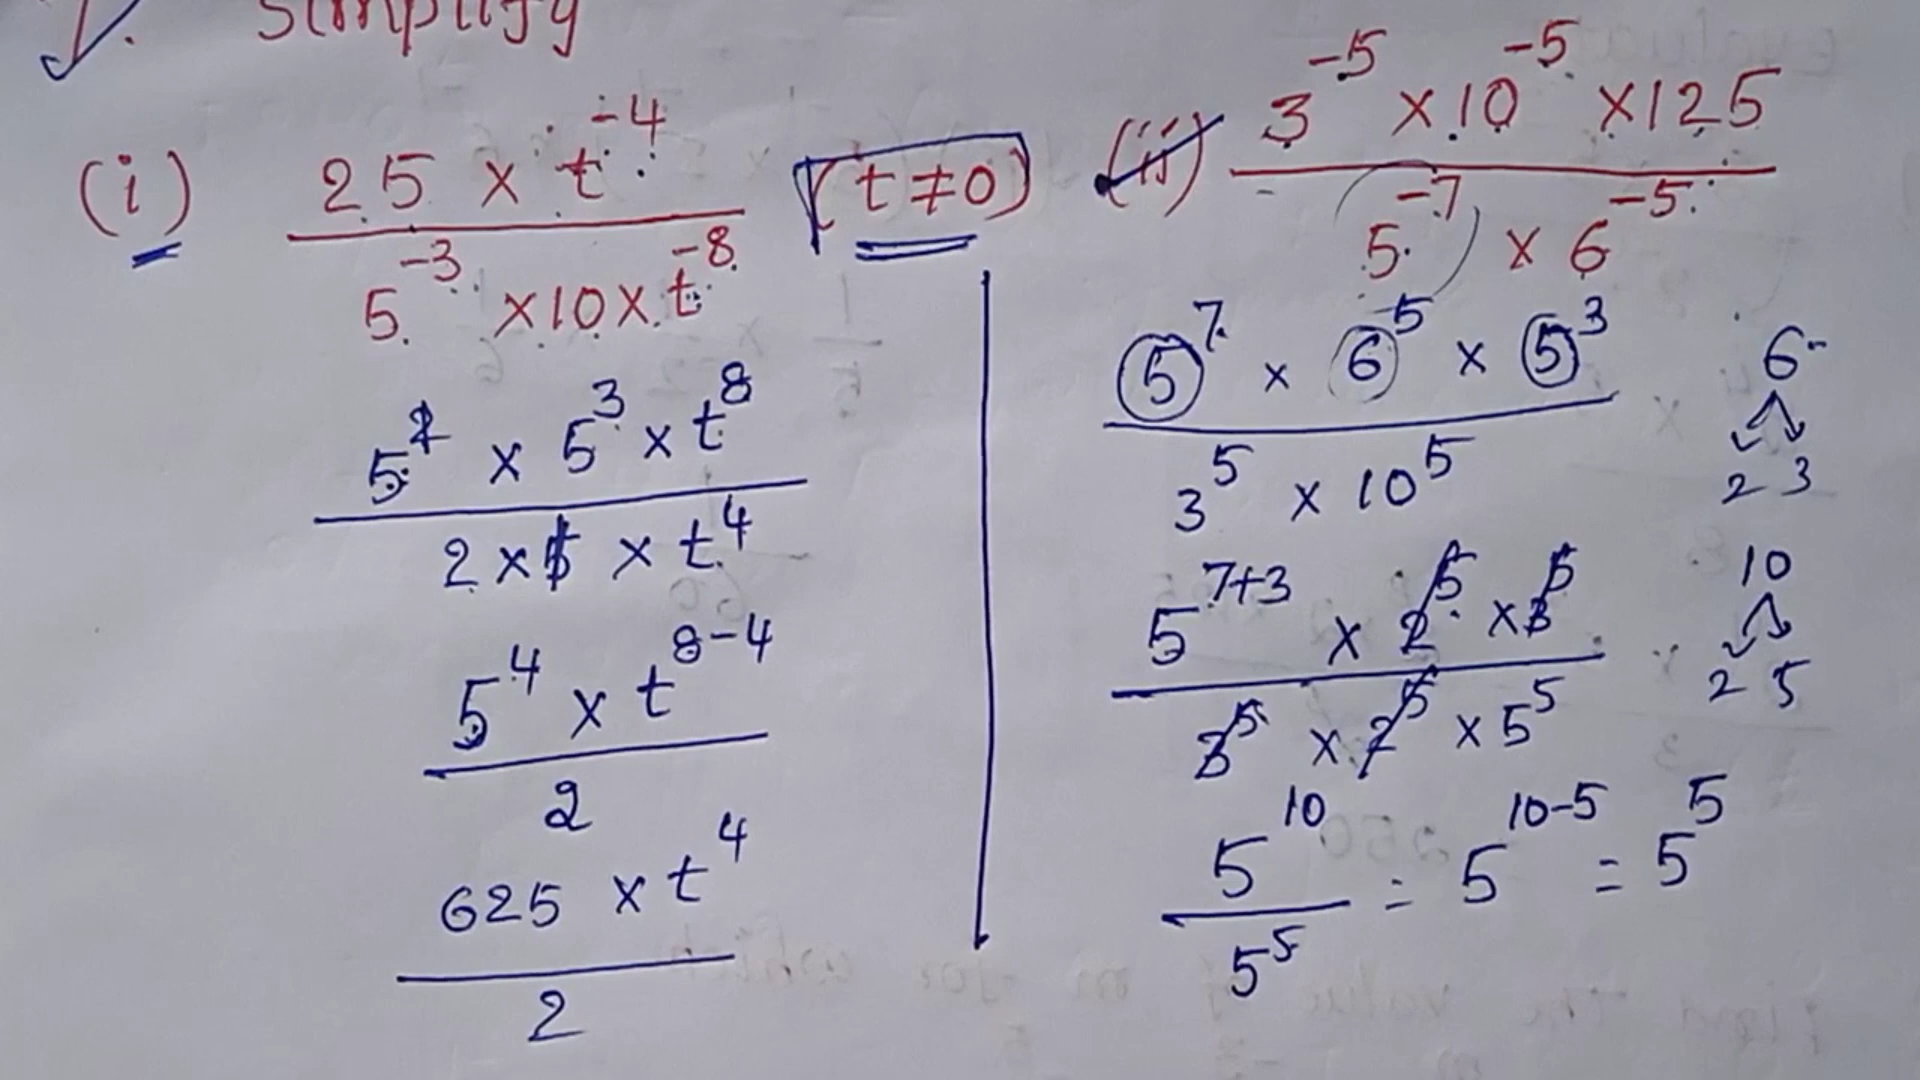 1. Simplify
(i) 25 × t^-4 / 5^-3 × 10 × t^-8 (t ≠ 0)
5^2 × 5^3 × t^8 / 2 × 5 × t^4
5^4 × t^8-4 / 2
625 × t^4 / 2
(ii) 3^-5 × 10^-5 × 125 / 5^-7 × 6^-5
5^7 × 6^5 × 5^3 / 3^5 × 10^5
6
2 3
5^7+3 × 2^5 × 3^5 / 3^5 × 2^5 × 5^5
10
2 5
5^10 / 5^5 = 5^10-5 = 5^5